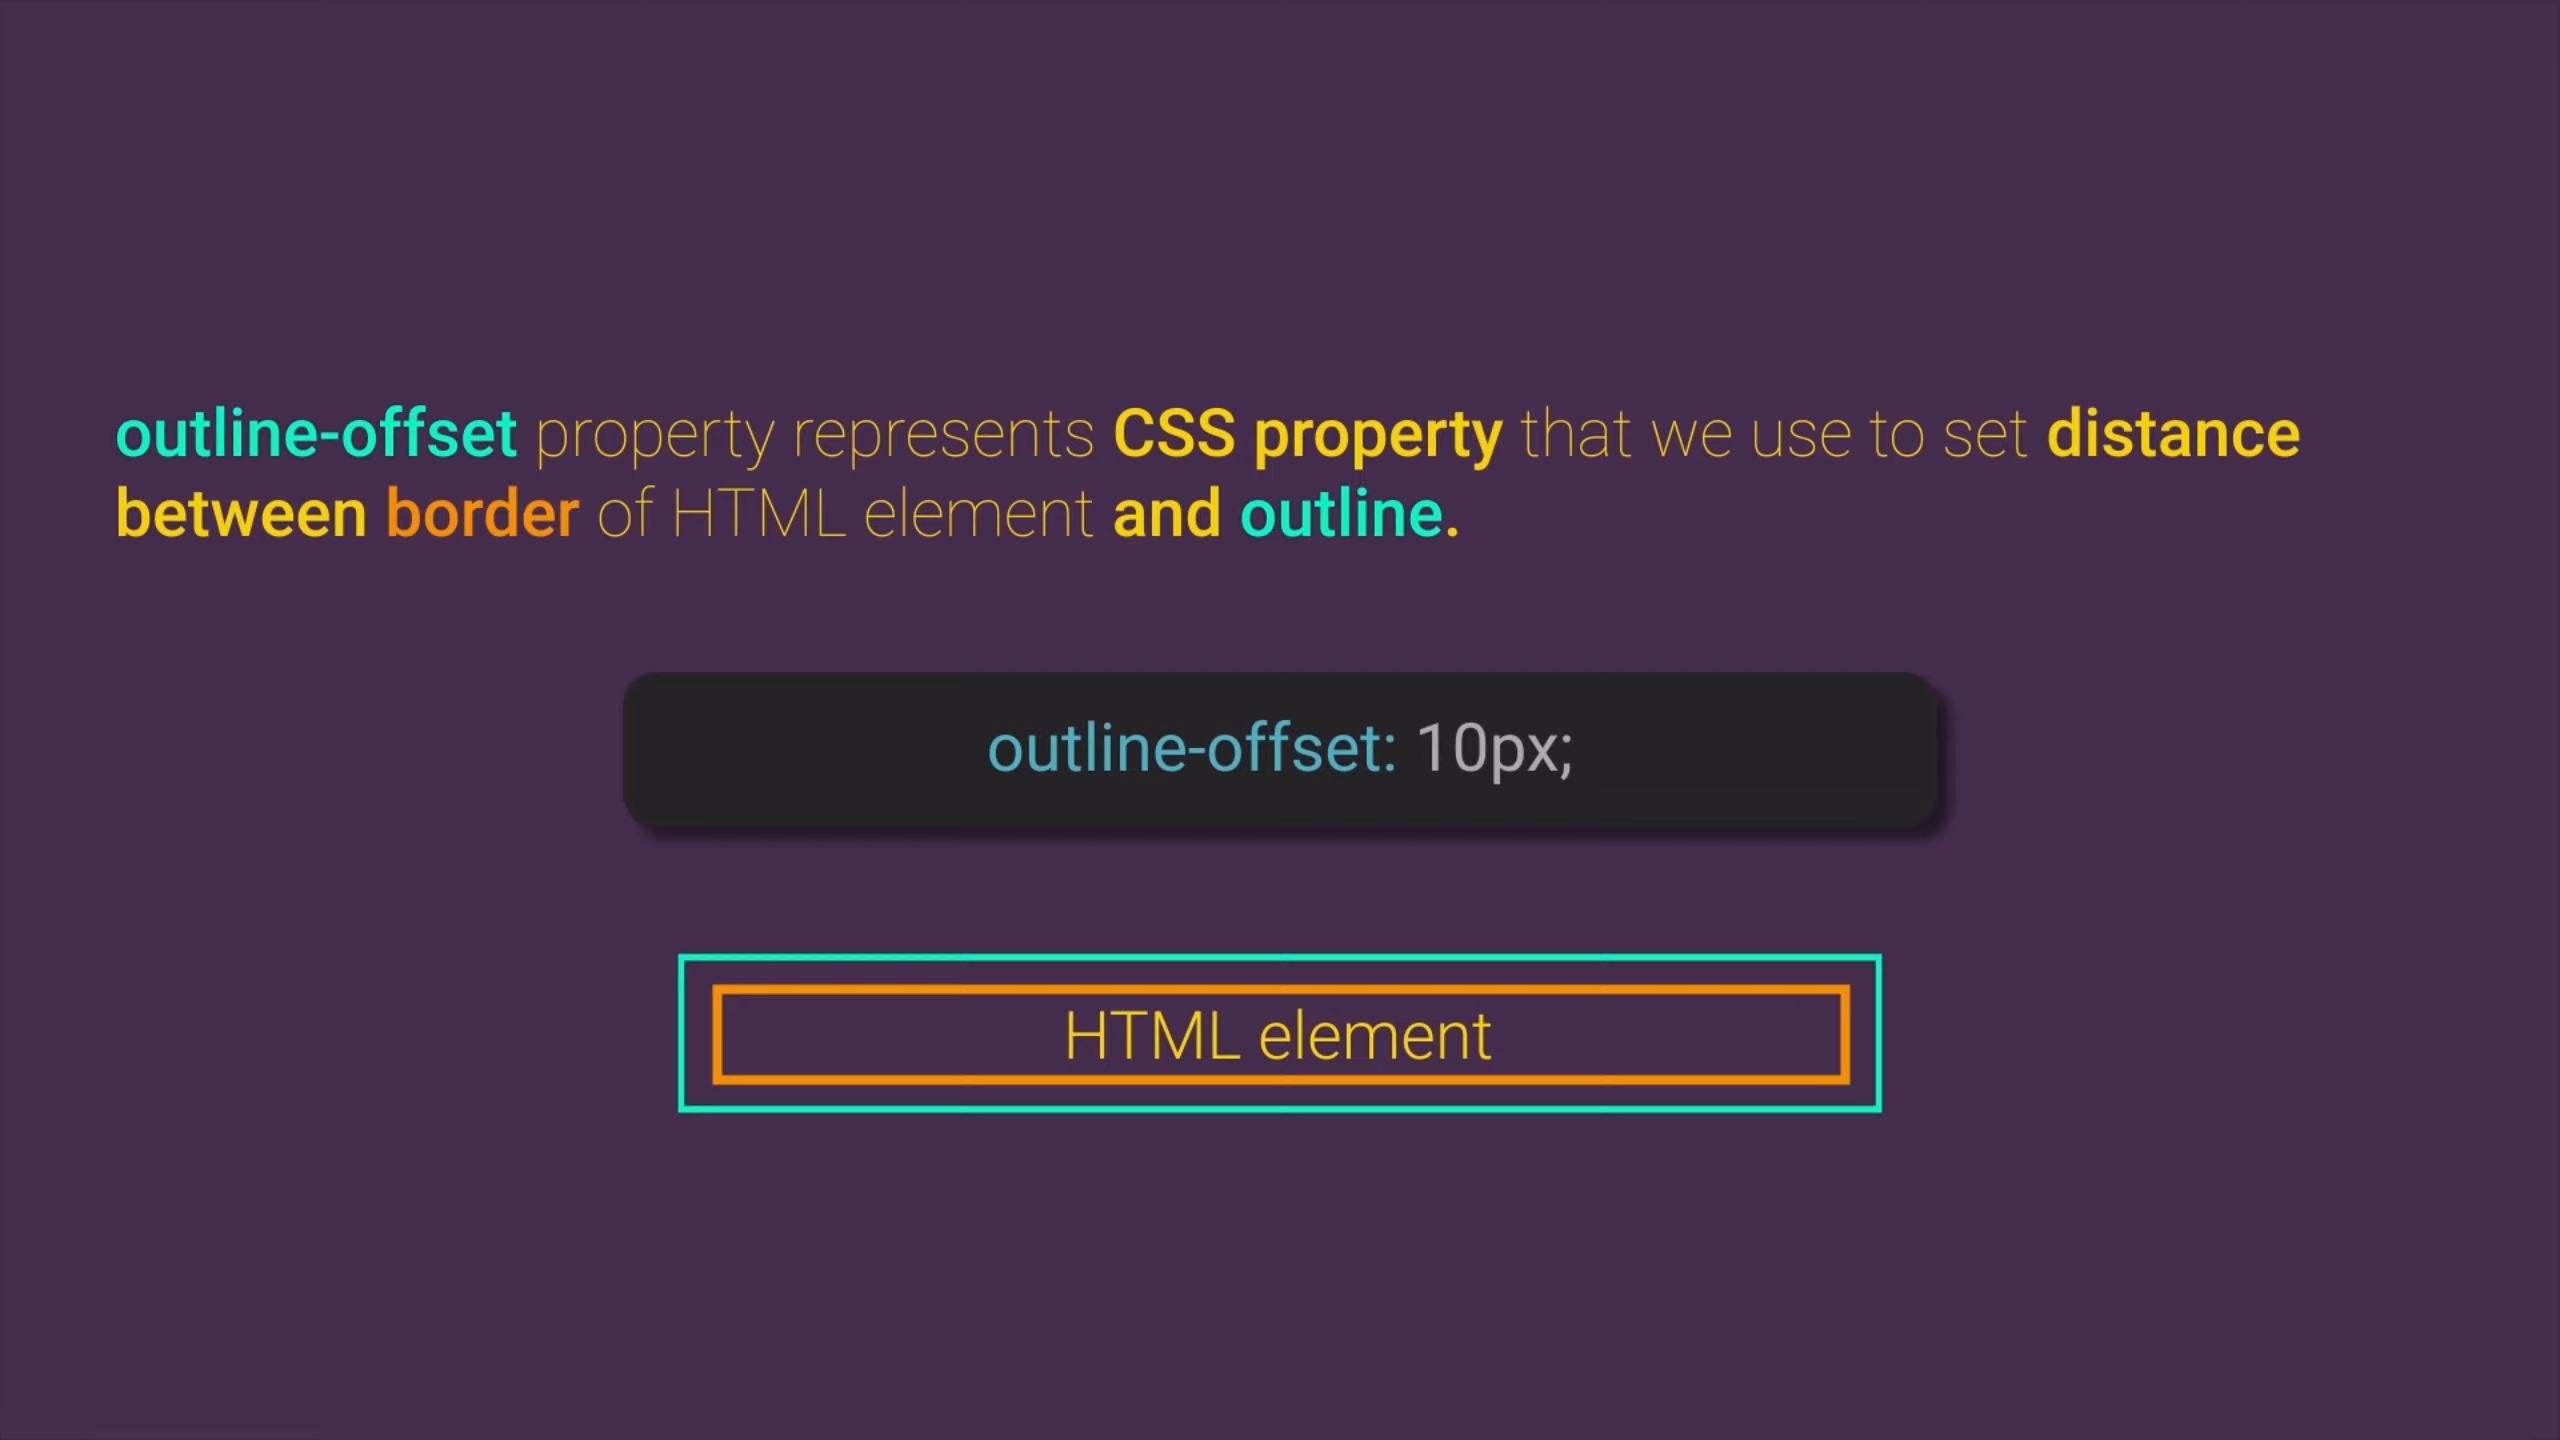 outline-offset property represents CSS property that we use to set distance
between border of HTML element and outline.
outline-offset: 10px;
HTML element